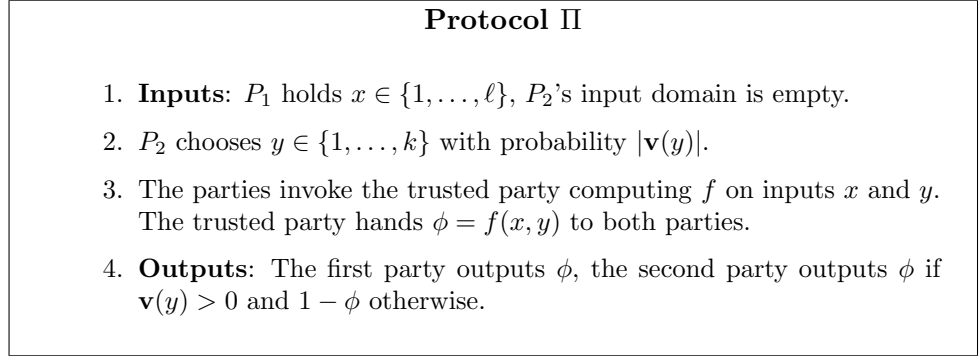 Protocol Π
1. Inputs: P₁ holds x ∈ {1, . . . , ℓ}, P₂'s input domain is empty.
2. P₂ chooses y ∈ {1, . . . , k} with probability |v(y)|.
3. The parties invoke the trusted party computing f on inputs x and y.
The trusted party hands ϕ = f(x, y) to both parties.
4. Outputs: The first party outputs ϕ, the second party outputs ϕ if
v(y) > 0 and 1 − ϕ otherwise.